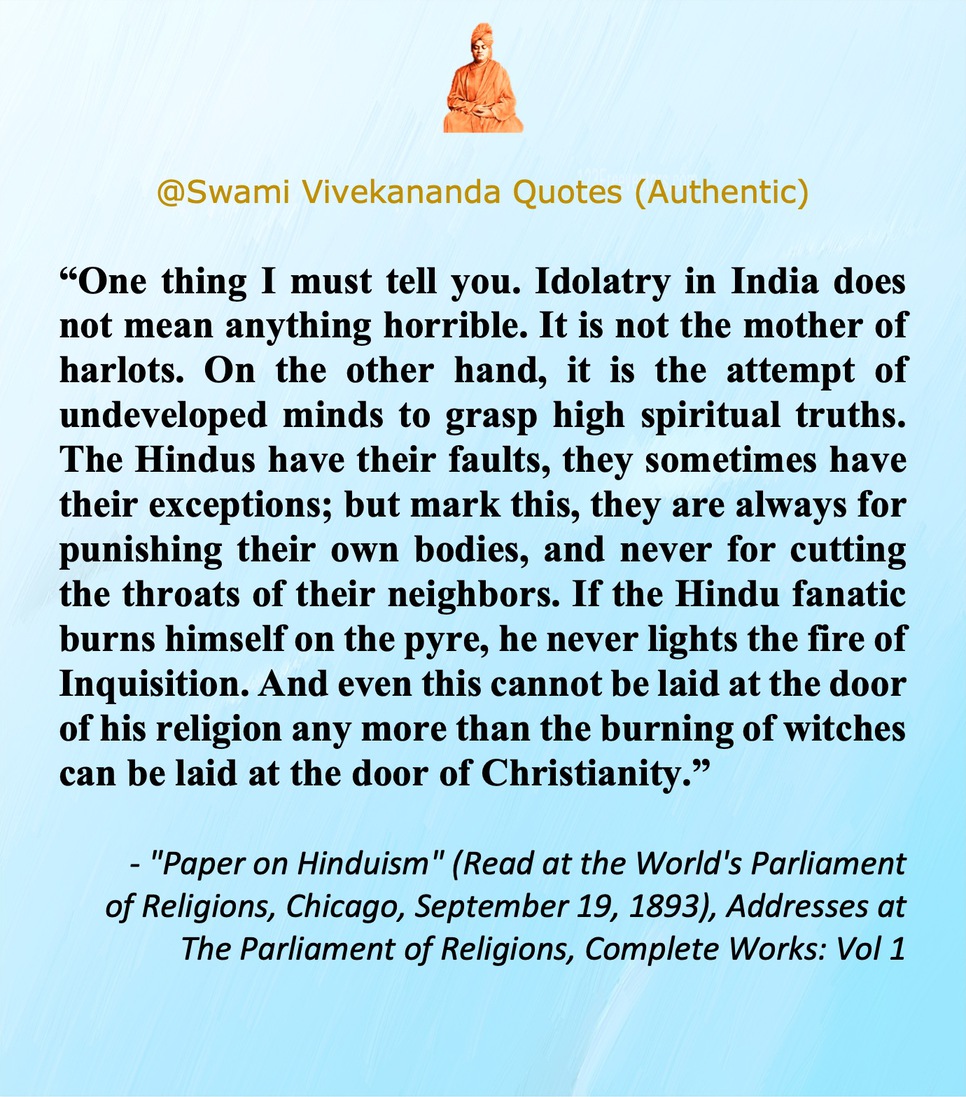 @Swami Vivekananda Quotes (Authentic)
“One thing I must tell you. Idolatry in India does
not mean anything horrible. It is not the mother of
harlots. On the other hand, it is the attempt of
undeveloped minds to grasp high spiritual truths.
The Hindus have their faults, they sometimes have
their exceptions; but mark this, they are always for
punishing their own bodies, and never for cutting
the throats of their neighbors. If the Hindu fanatic
burns himself on the pyre, he never lights the fire of
Inquisition. And even this cannot be laid at the door
of his religion any more than the burning of witches
can be laid at the door of Christianity.”
- "Paper on Hinduism" (Read at the World's Parliament
of Religions, Chicago, September 19, 1893), Addresses at
The Parliament of Religions, Complete Works: Vol 1